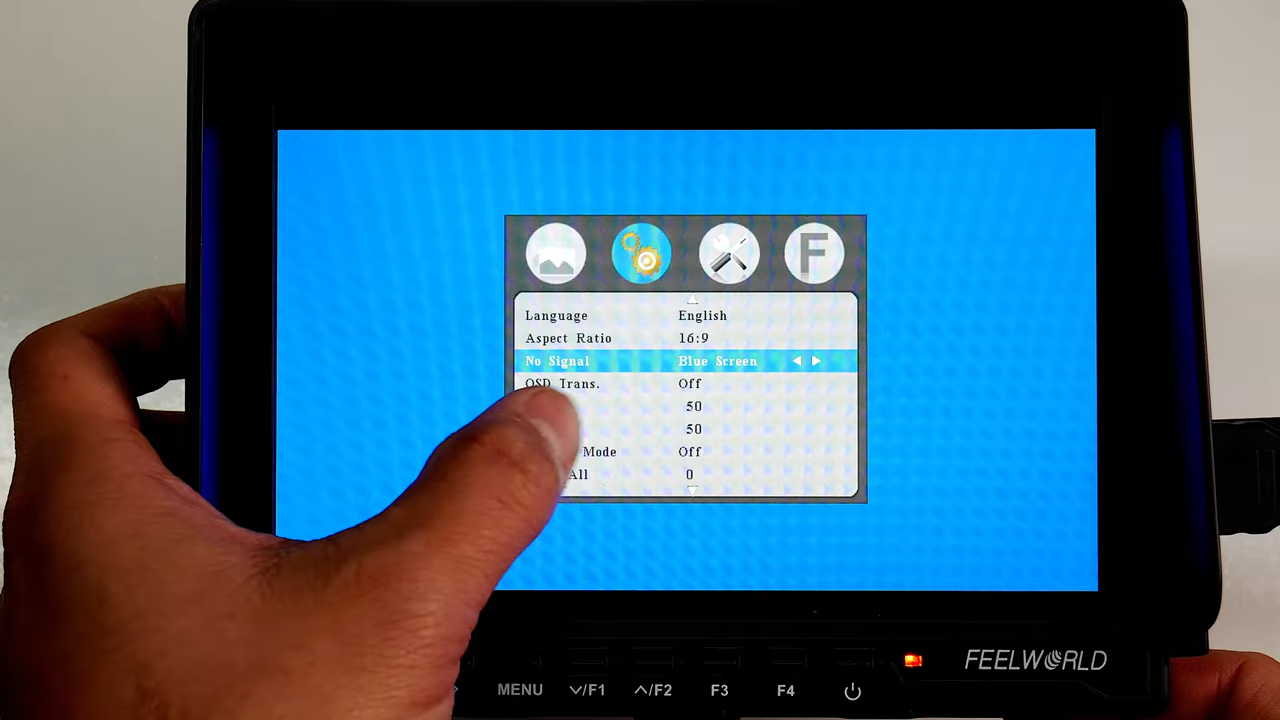 F
Language English
Aspect Ratio 16:9
No Signal Blue Screen
OSD Trans. Off
50
50
Mode Off
All 0
FEELWORLD
MENU ∨/F1 ∧/F2 F3 F4